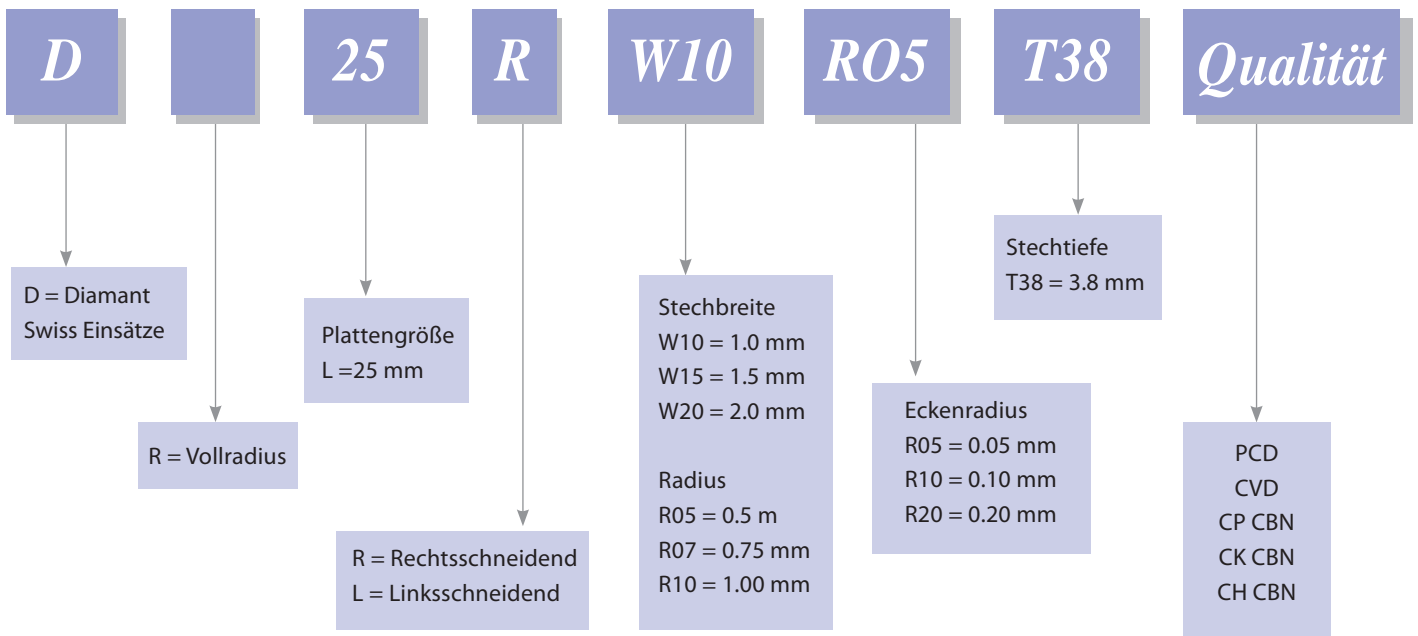 D 25 R W10 RO5 T38 Qualität
D = Diamant
Swiss Einsätze
R = Vollradius
Plattengröße
L =25 mm
R = Rechtsschneidend
L = Linksschneidend
Stechbreite
W10 = 1.0 mm
W15 = 1.5 mm
W20 = 2.0 mm
Radius
R05 = 0.5 m
R07 = 0.75 mm
R10 = 1.00 mm
Eckenradius
R05 = 0.05 mm
R10 = 0.10 mm
R20 = 0.20 mm
Stechtiefe
T38 = 3.8 mm
PCD
CVD
CP CBN
CK CBN
CH CBN